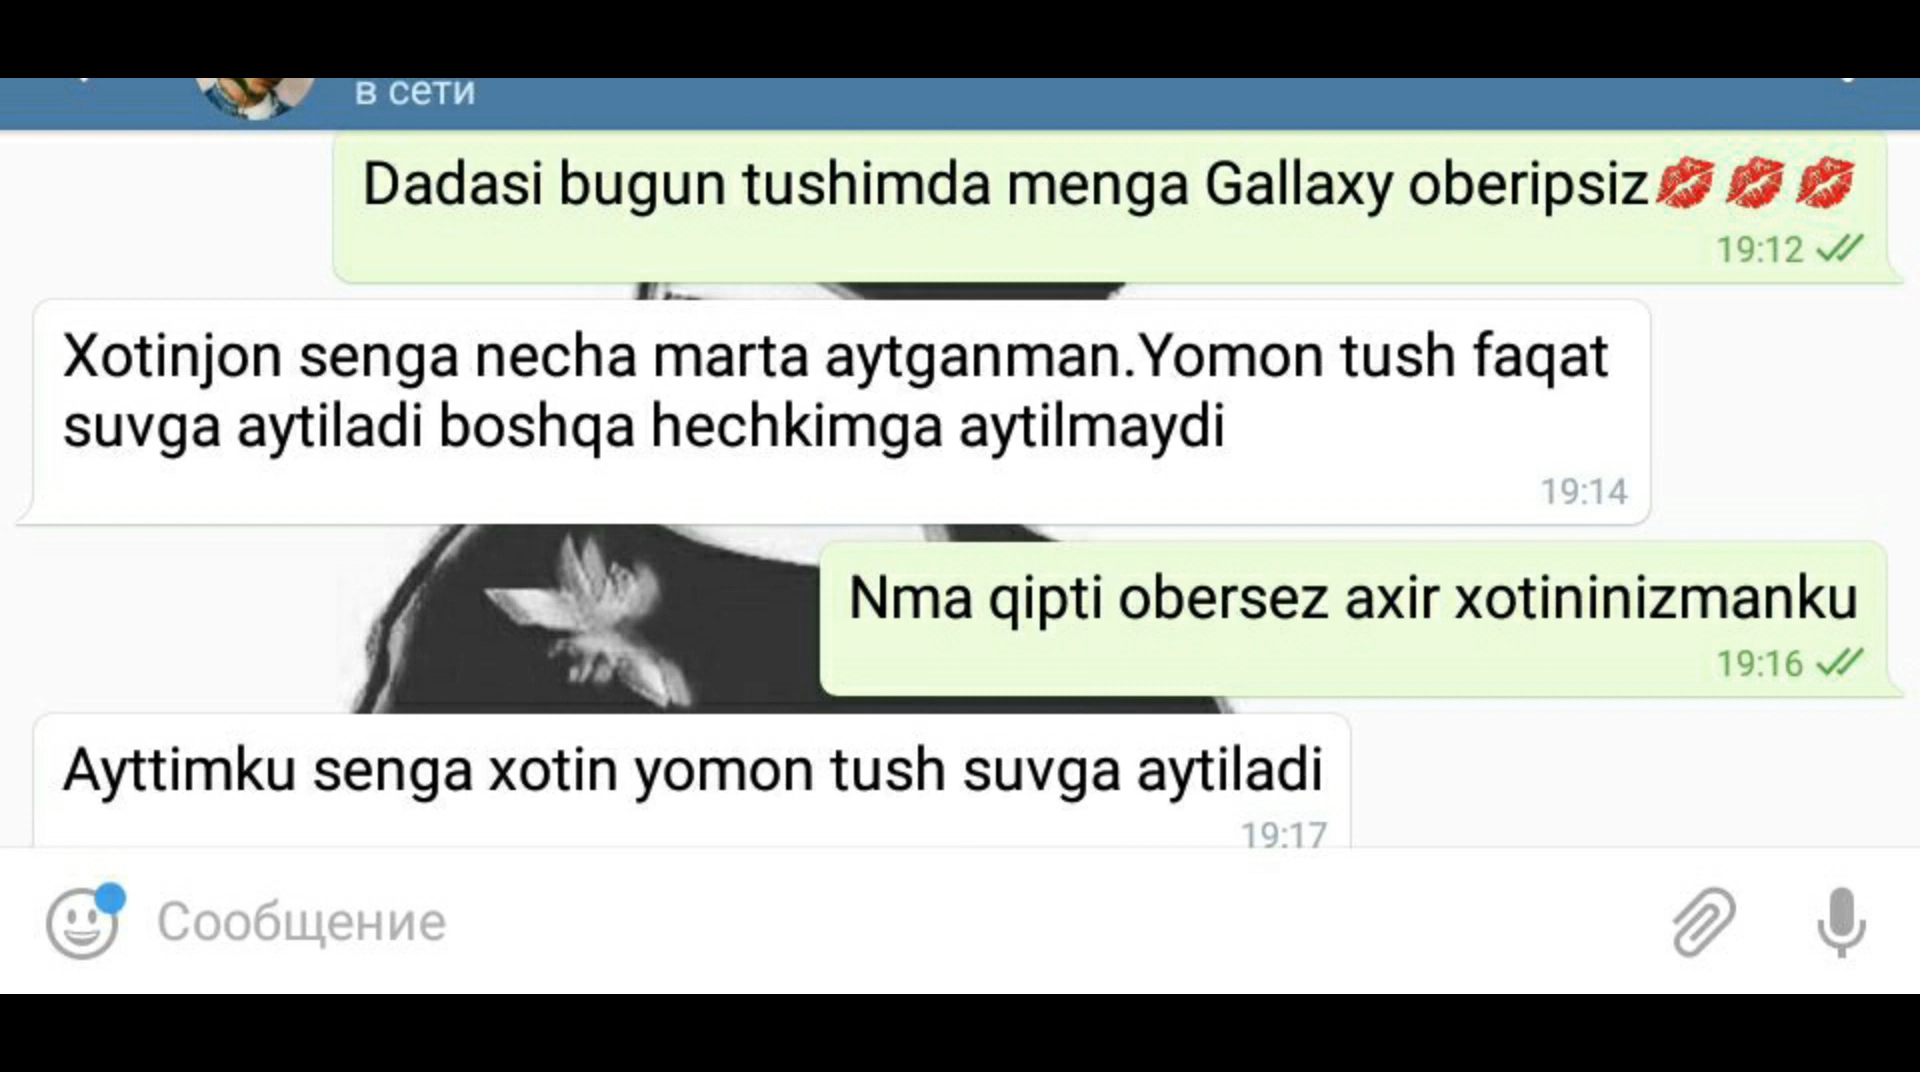 в сети
Dadasi bugun tushimda menga Gallaxy oberipsiz💋💋💋
19:12
Xotinjon senga necha marta aytganman.Yomon tush faqat
suvga aytiladi boshqa hechkimga aytilmaydi
19:14
Nma qipti obersez axir xotininizmanku
19:16
Ayttimku senga xotin yomon tush suvga aytiladi
19:17
Сообщение